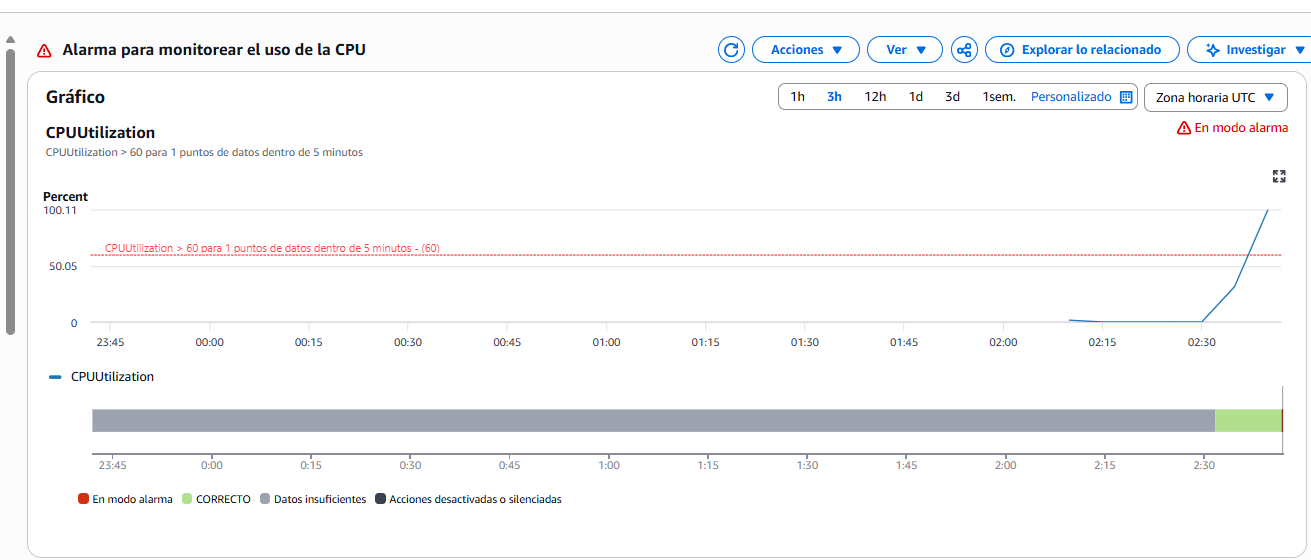 Alarma para monitorear el uso de la CPU
Acciones
Ver
Explorar lo relacionado
Investigar
Gráfico
1h 3h 12h 1d 3d 1sem. Personalizado
Zona horaria UTC
CPUUtilization
En modo alarma
CPUUtilization > 60 para 1 puntos de datos dentro de 5 minutos
Percent
100.11
CPUUtilization > 60 para 1 puntos de datos dentro de 5 minutos - (60)
50.05
0
23:45 00:00 00:15 00:30 00:45 01:00 01:15 01:30 01:45 02:00 02:15 02:30
CPUUtilization
23:45 0:00 0:15 0:30 0:45 1:00 1:15 1:30 1:45 2:00 2:15 2:30
En modo alarma CORRECTO Datos insuficientes Acciones desactivadas o silenciadas